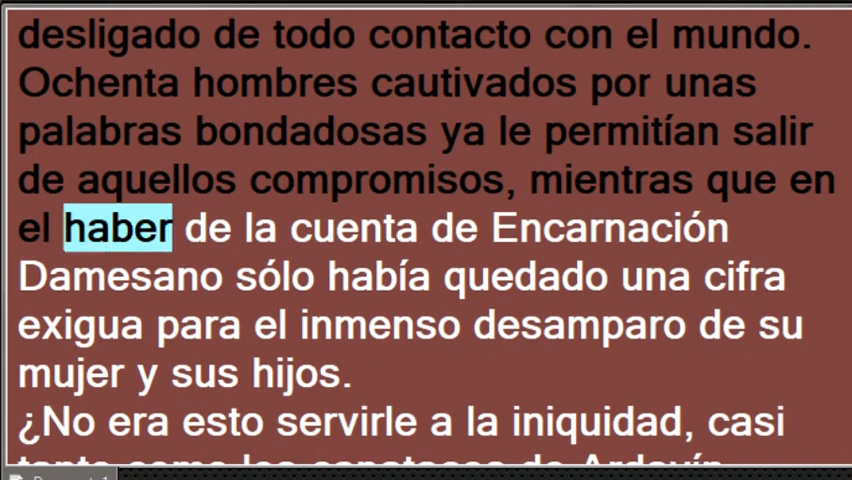 desligado de todo contacto con el mundo.
Ochenta hombres cautivados por unas
palabras bondadosas ya le permitían salir
de aquellos compromisos, mientras que en
el haber de la cuenta de Encarnación
Damesano sólo había quedado una cifra
exigua para el inmenso desamparo de su
mujer y sus hijos.
¿No era esto servirle a la iniquidad, casi